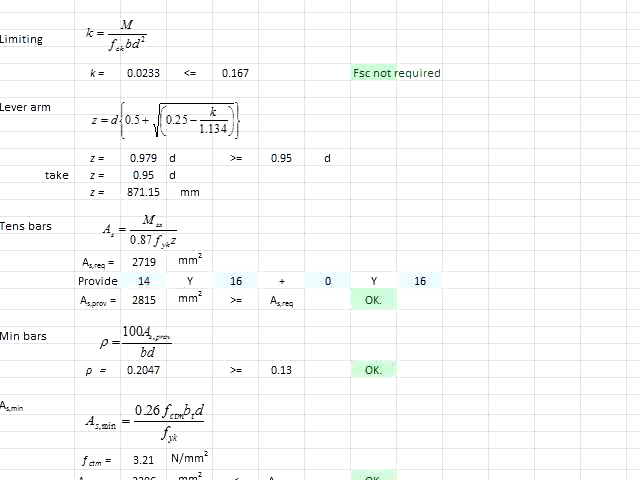 Limiting k = M / f_ck bd²
k = 0.0233 <= 0.167 Fsc not required
Lever arm z = d{0.5 + √(0.25 − k / 1.134)}
z = 0.979 d >= 0.95 d
take z = 0.95 d
z = 871.15 mm
Tens bars A_s = M / 0.87 f_yk z
A_s,req = 2719 mm²
Provide 14 Y 16 + 0 Y 16
A_s,prov = 2815 mm² >= A_s,req OK.
Min bars ρ = 100A_s,prov / bd
ρ = 0.2047 >= 0.13 OK.
A_s,min A_s,min = 0.26 f_ctm b_t d / f_yk
f_ctm = 3.21 N/mm²